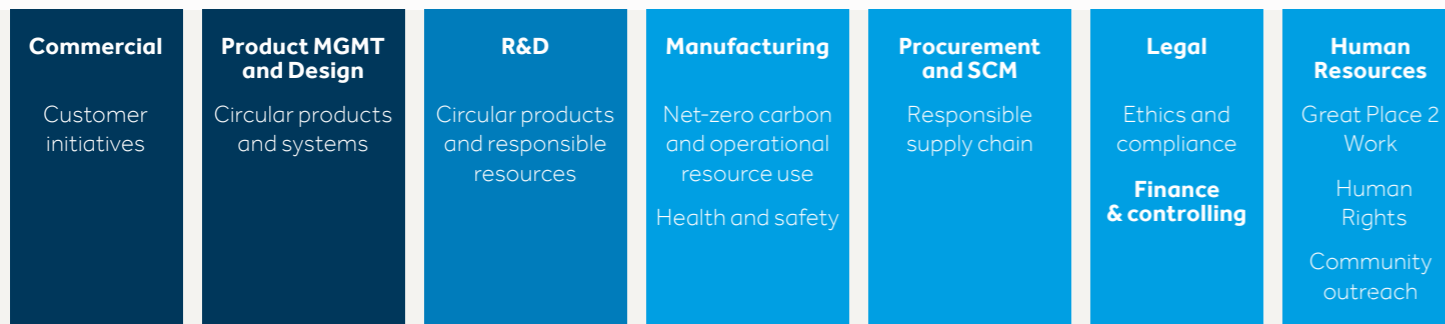 Commercial
Customer
initiatives
Product MGMT
and Design
Circular products
and systems
R&D
Circular products
and responsible
resources
Manufacturing
Net-zero carbon
and operational
resource use
Health and safety
Procurement
and SCM
Responsible
supply chain
Legal
Ethics and
compliance
Finance
& controlling
Human
Resources
Great Place 2
Work
Human
Rights
Community
outreach